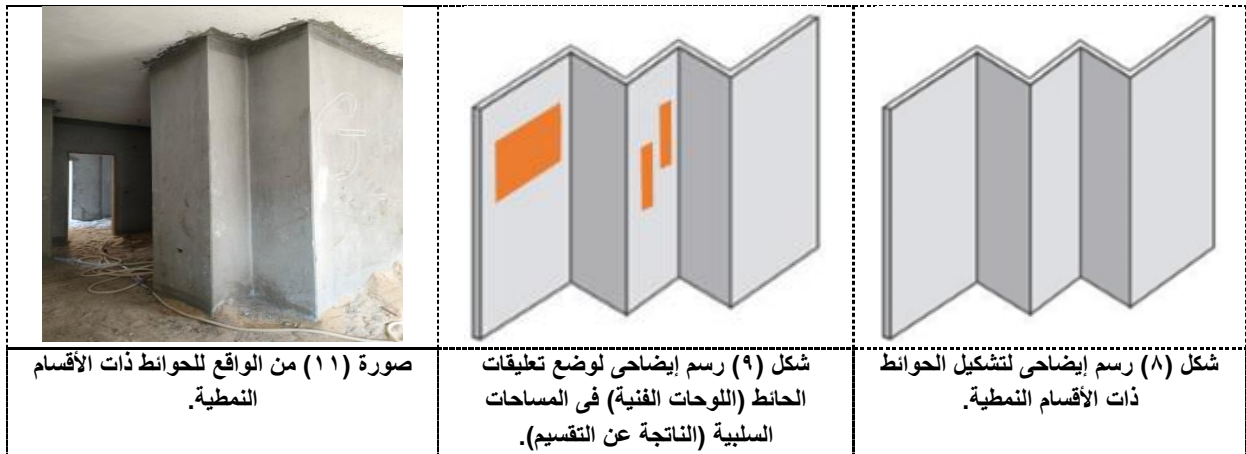 شكل (٨) رسم إيضاحى لتشكيل الحوائط
ذات الأقسام النمطية.
شكل (٩) رسم إيضاحى لوضع تعليقات
الحائط (اللوحات الفنية) فى المساحات
السلبية (الناتجة عن التقسيم).
صورة (١١) من الواقع للحوائط ذات الأقسام
النمطية.